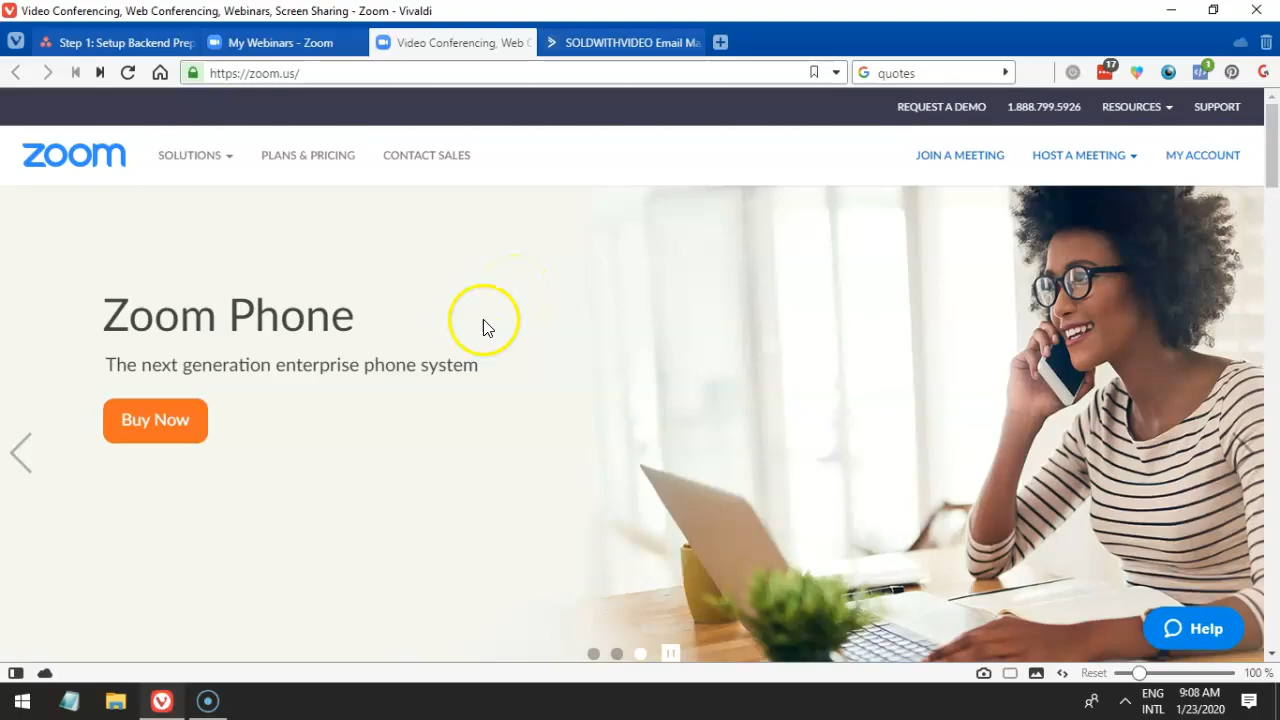 Video Conferencing, Web Conferencing, Webinars, Screen Sharing - Zoom - Vivaldi
Step 1: Setup Backend Prep
My Webinars - Zoom
Video Conferencing, Web C
SOLDWITHVIDEO Email Ma
https://zoom.us/
quotes
17
1
REQUEST A DEMO 1.888.799.5926 RESOURCES SUPPORT
zoom SOLUTIONS PLANS & PRICING CONTACT SALES JOIN A MEETING HOST A MEETING MY ACCOUNT
Zoom Phone
The next generation enterprise phone system
Buy Now
Help
Reset 100 %
ENG 9:08 AM
INTL 1/23/2020